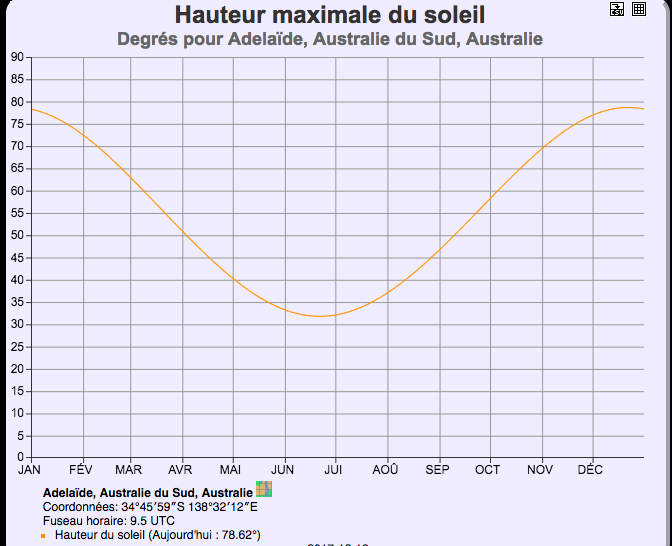 Hauteur maximale du soleil
Degrés pour Adelaïde, Australie du Sud, Australie
90
85
80
75
70
65
60
55
50
45
40
35
30
25
20
15
10
5
0
JAN FÉV MAR AVR MAI JUN JUI AOÛ SEP OCT NOV DÉC
Adelaïde, Australie du Sud, Australie
Coordonnées: 34°45′59″S 138°32′12″E
Fuseau horaire: 9.5 UTC
Hauteur du soleil (Aujourd'hui : 78.62°)